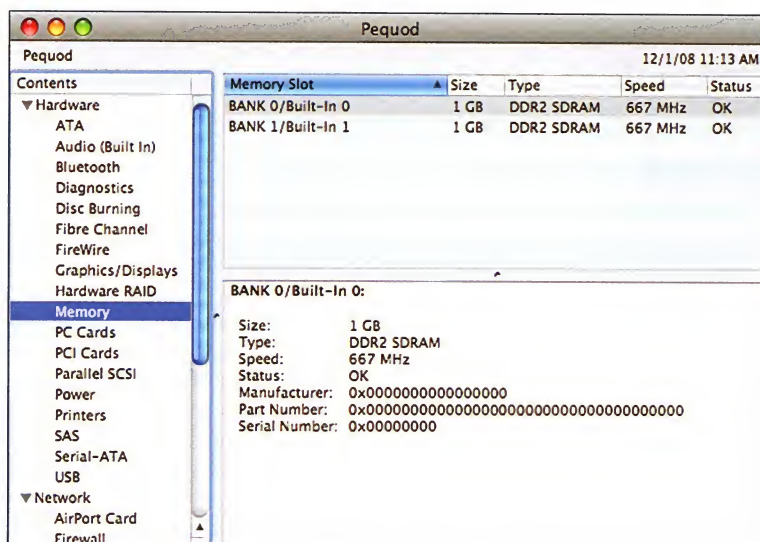 Pequod
Pequod 12/1/08 11:13 AM
Contents
Hardware
ATA
Audio (Built In)
Bluetooth
Diagnostics
Disc Burning
Fibre Channel
FireWire
Graphics/Displays
Hardware RAID
Memory
PC Cards
PCI Cards
Parallel SCSI
Power
Printers
SAS
Serial-ATA
USB
Network
AirPort Card
Firewall
Memory Slot Size Type Speed Status
BANK 0/Built-In 0 1 GB DDR2 SDRAM 667 MHz OK
BANK 1/Built-In 1 1 GB DDR2 SDRAM 667 MHz OK
BANK 0/Built-In 0:
Size: 1 GB
Type: DDR2 SDRAM
Speed: 667 MHz
Status: OK
Manufacturer: 0x0000000000000000
Part Number: 0x000000000000000000000000000000000000
Serial Number: 0x00000000